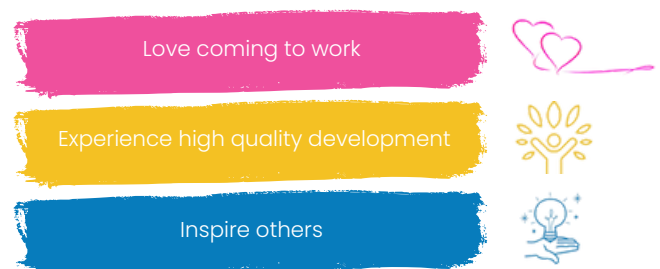 Love coming to work
Experience high quality development
Inspire others